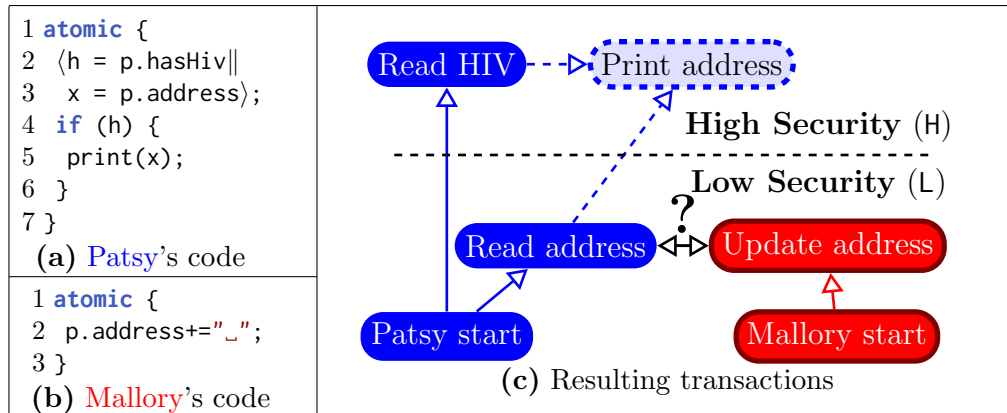 1 atomic {
2 ⟨h = p.hasHiv‖
3 x = p.address⟩;
4 if (h) {
5 print(x);
6 }
7 }
(a) Patsy's code
1 atomic {
2 p.address+="␣";
3 }
(b) Mallory's code
Read HIV
Print address
High Security (H)
Low Security (L)
?
Read address
Update address
Patsy start
Mallory start
(c) Resulting transactions